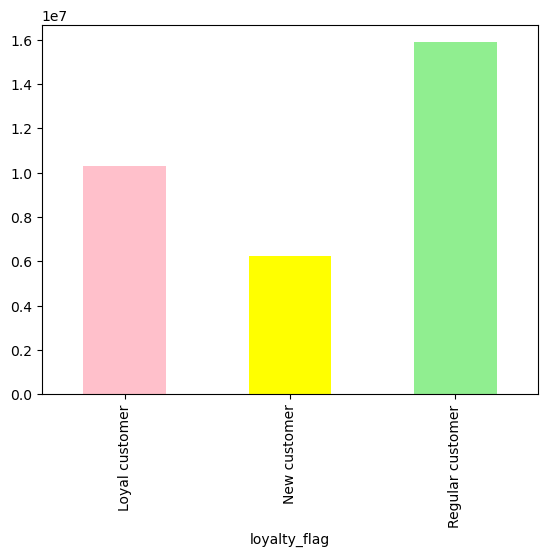 1e7
1.6
1.4
1.2
1.0
0.8
0.6
0.4
0.2
0.0
Loyal customer
New customer
Regular customer
loyalty_flag